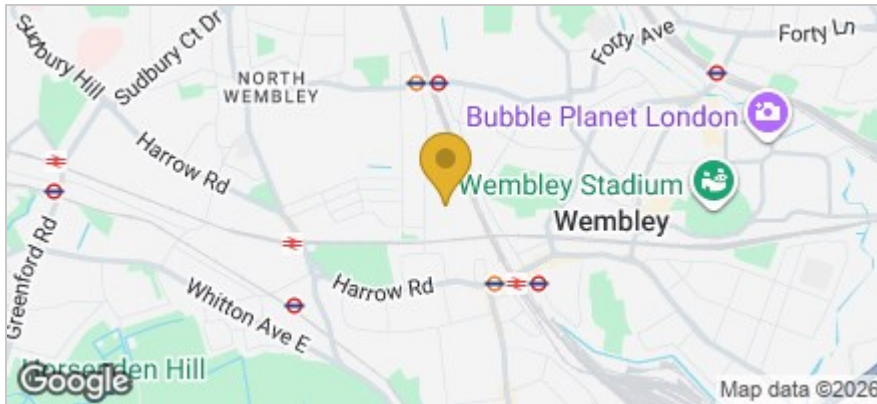 Sudbury Hill
Sudbury Ct Dr
Forty Ave
Forty Ln
NORTH
WEMBLEY
Bubble Planet London
Harrow Rd
Wembley Stadium
Wembley
Greenford Rd
Harrow Rd
Whitton Ave E
Horsenden Hill
Google
Map data ©2026